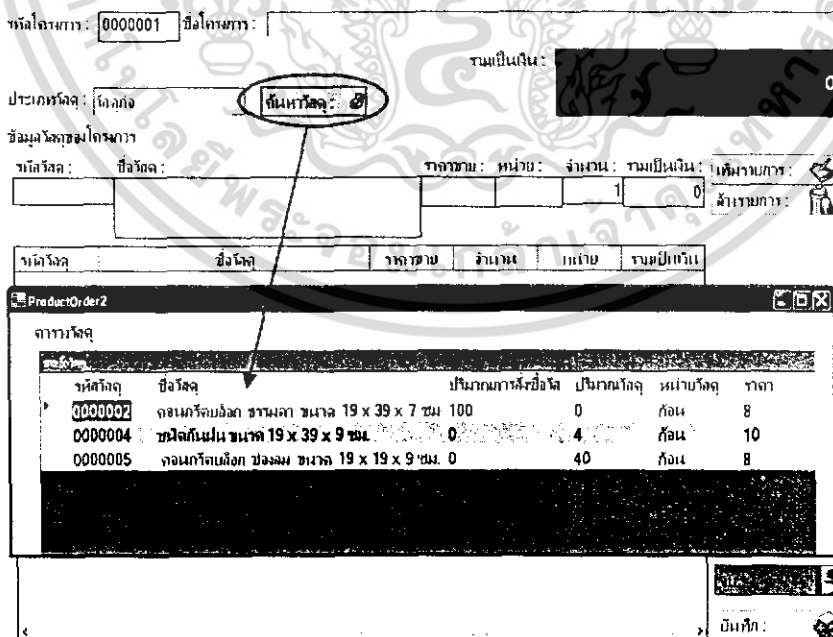 รหัสโครงการ : 0000001 ชื่อโครงการ :
รวมเป็นเงิน :
0
ประเภทวัสดุ : ค้นหาวัสดุ :
ข้อมูลวัสดุของโครงการ
รหัสวัสดุ : ชื่อวัสดุ : ราคาขาย : หน่วย : จำนวน : รวมเป็นเงิน : เพิ่มรายการ :
1 0 ล้างรายการ :
รหัสวัสดุ ชื่อวัสดุ ราคาขาย จำนวน หน่วย รวมเป็นเงิน
ProductOrder2
ตารางวัสดุ
รหัสวัสดุ ชื่อวัสดุ ปริมาณการสั่งซื้อวัส ปริมาณวัสดุ หน่วยวัสดุ ราคา
0000002 คอนกรีตบล็อก ธรรมดา ขนาด 19 x 39 x 7 ซม 100 0 ก้อน 8
0000004 ชนิดกันฝน ขนาด 19 x 39 x 9 ซม. 0 4 ก้อน 10
0000005 คอนกรีตบล็อก ช่องลม ขนาด 19 x 19 x 9 ซม. 0 40 ก้อน 8
บันทึก :